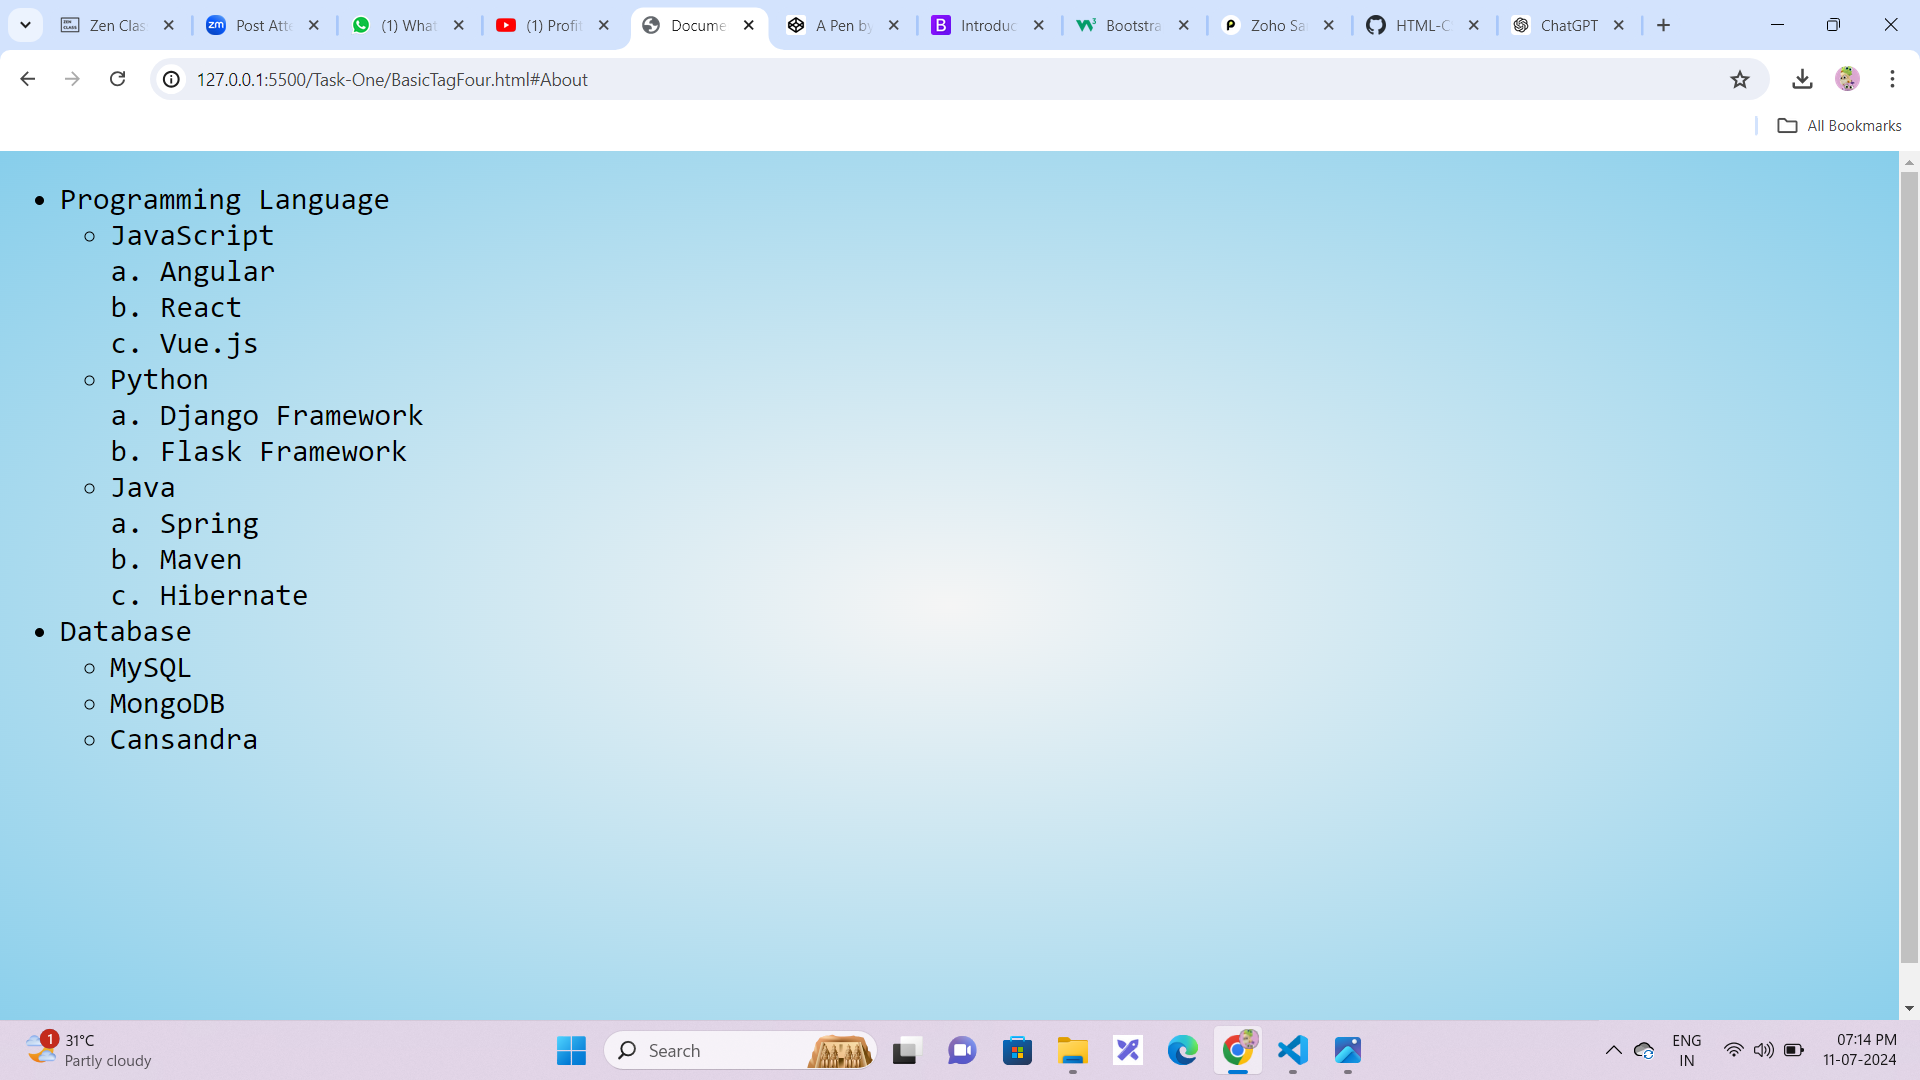 Zen Clas
Post Atte
(1) What
(1) Profit
Docume
A Pen by
Introduc
Bootstra
Zoho Sa
HTML-C
ChatGPT
127.0.0.1:5500/Task-One/BasicTagFour.html#About
All Bookmarks
• Programming Language
◦ JavaScript
a. Angular
b. React
c. Vue.js
◦ Python
a. Django Framework
b. Flask Framework
◦ Java
a. Spring
b. Maven
c. Hibernate
• Database
◦ MySQL
◦ MongoDB
◦ Cansandra
1
31°C
Partly cloudy
Search
ENG
IN
07:14 PM
11-07-2024